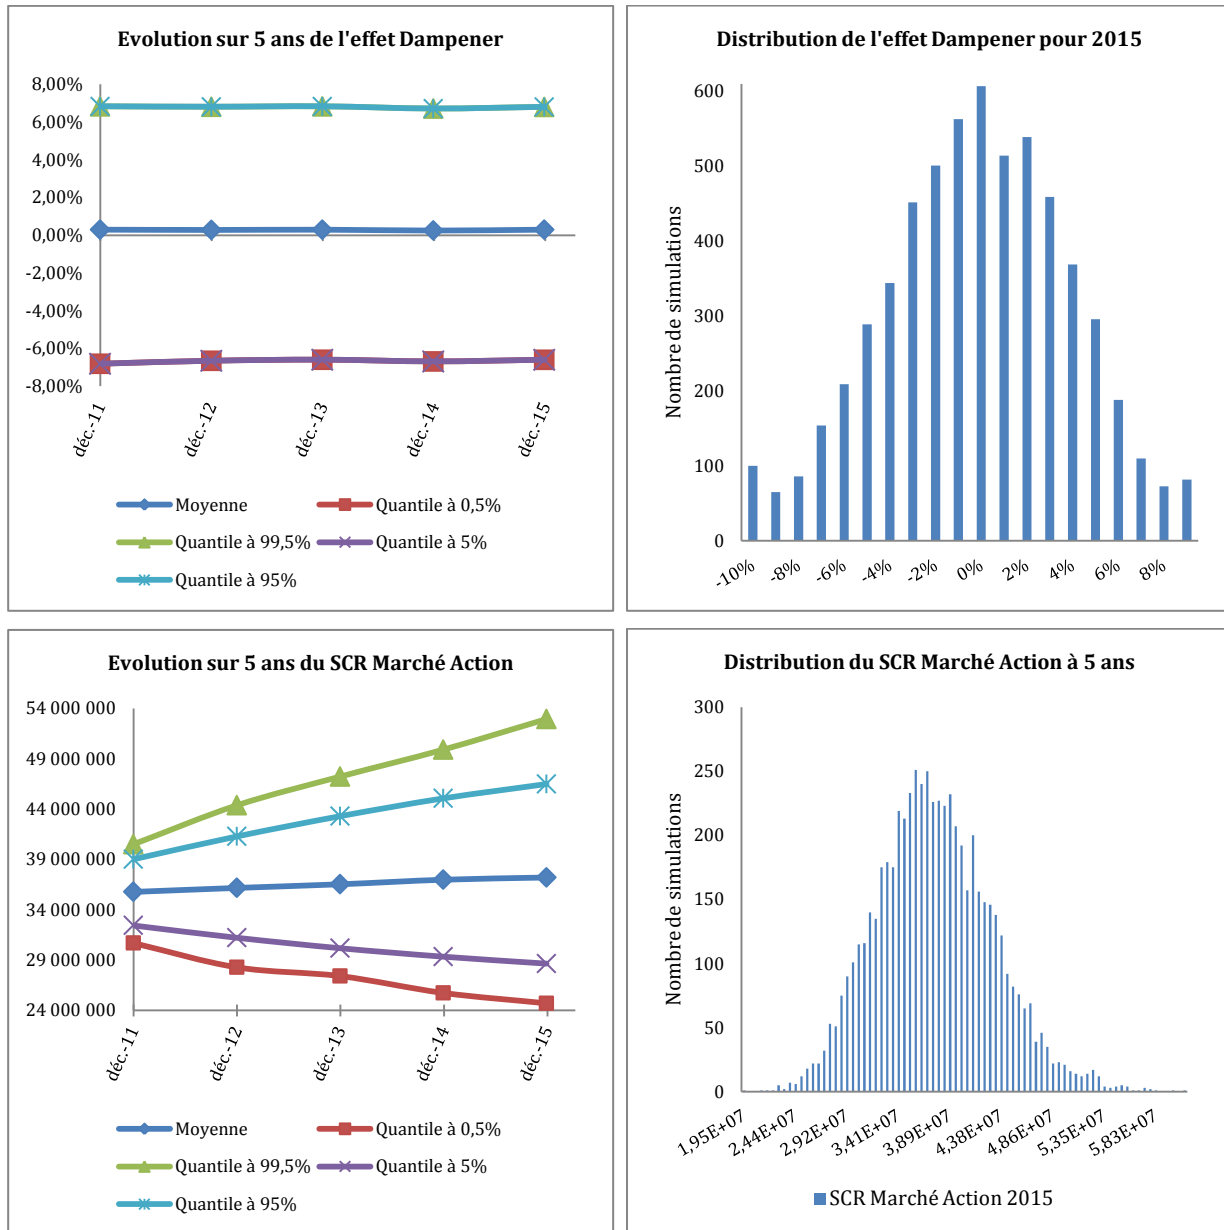 Evolution sur 5 ans de l'effet Dampener
8,00%
6,00%
4,00%
2,00%
0,00%
-2,00%
-4,00%
-6,00%
-8,00%
déc.-11
déc.-12
déc.-13
déc.-14
déc.-15
Moyenne
Quantile à 0,5%
Quantile à 99,5%
Quantile à 5%
Quantile à 95%
Distribution de l'effet Dampener pour 2015
Nombre de simulations
600
500
400
300
200
100
0
-10%
-8%
-6%
-4%
-2%
0%
2%
4%
6%
8%
Evolution sur 5 ans du SCR Marché Action
54 000 000
49 000 000
44 000 000
39 000 000
34 000 000
29 000 000
24 000 000
déc.-11
déc.-12
déc.-13
déc.-14
déc.-15
Moyenne
Quantile à 0,5%
Quantile à 99,5%
Quantile à 5%
Quantile à 95%
Distribution du SCR Marché Action à 5 ans
Nombre de simulations
300
250
200
150
100
50
0
1,95E+07
2,44E+07
2,92E+07
3,41E+07
3,89E+07
4,38E+07
4,86E+07
5,35E+07
5,83E+07
SCR Marché Action 2015